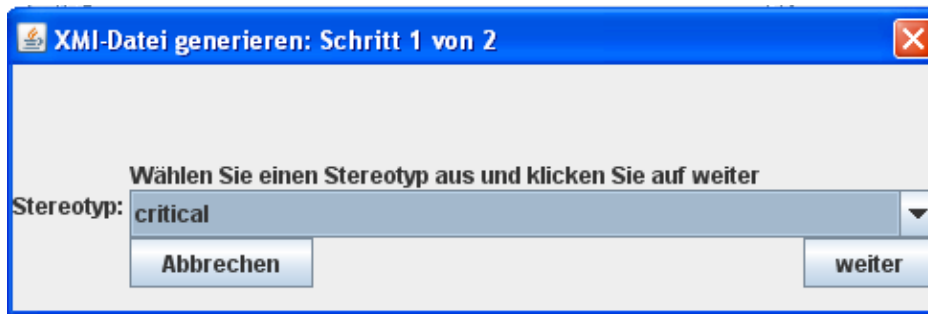 XMI-Datei generieren: Schritt 1 von 2
Wählen Sie einen Stereotyp aus und klicken Sie auf weiter
Stereotyp: critical
Abbrechen weiter